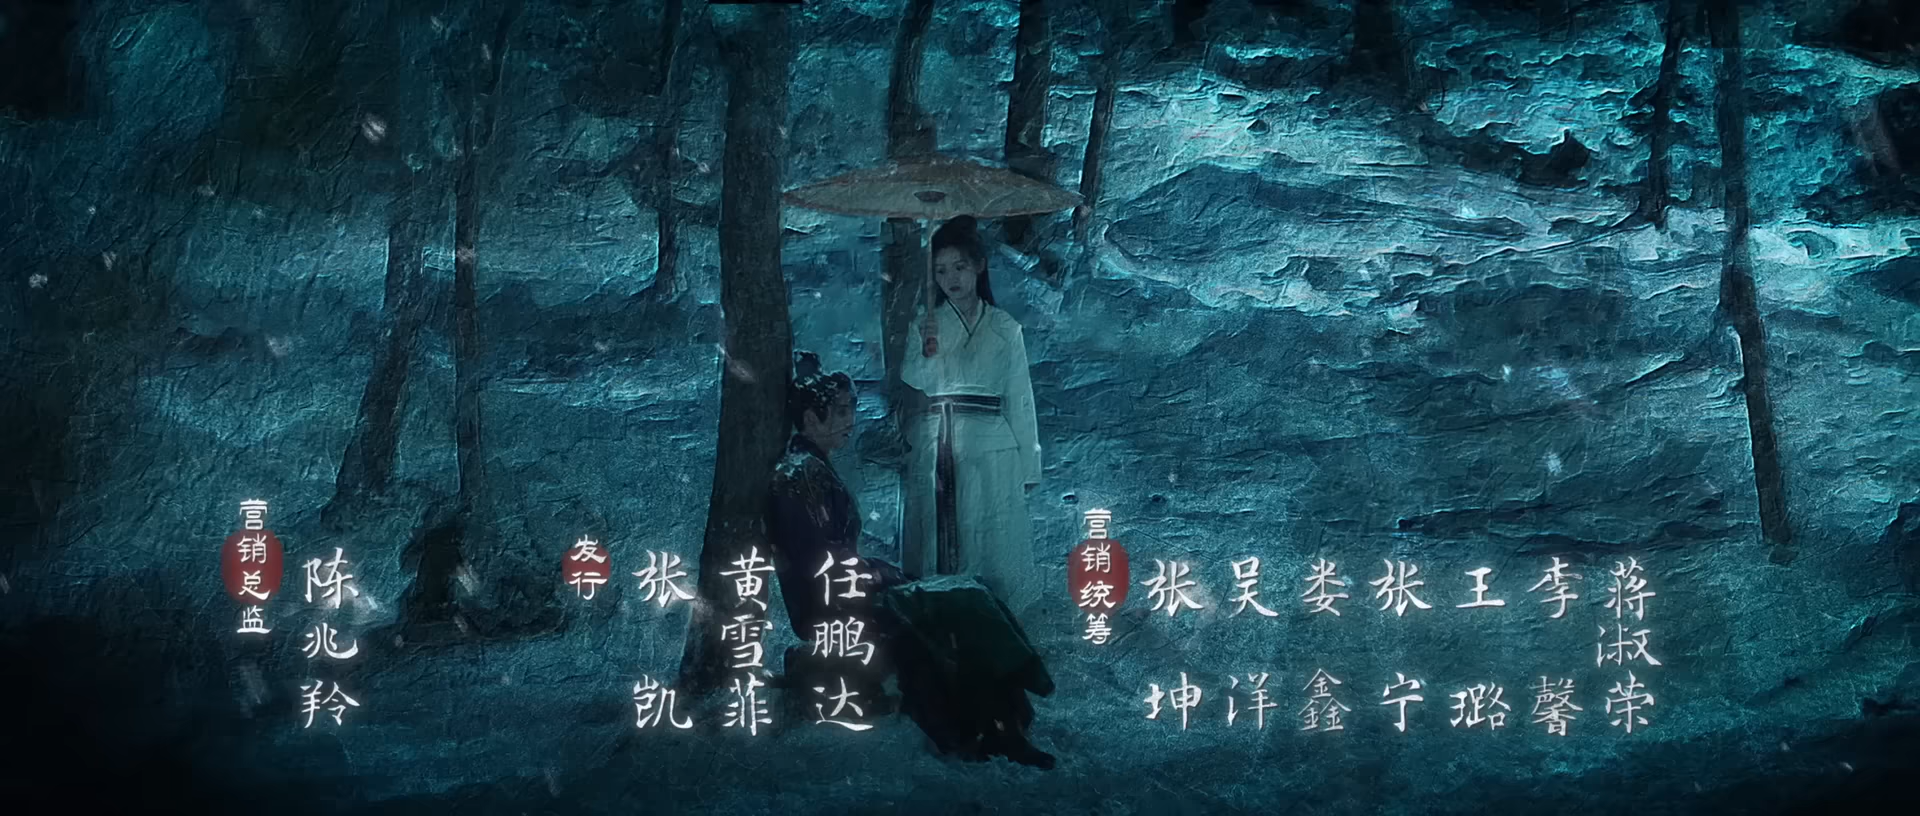 营销总监
陈兆羚
发行
张凯
黄雪菲
任鹏达
营销统筹
张坤
吴洋
娄鑫
张宁
王璐
李馨
蒋淑荣